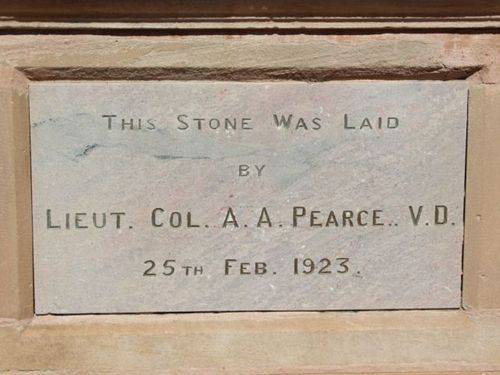 This Stone Was Laid
by
Lieut. Col. A. A. Pearce.. V.D.
25th Feb. 1923.